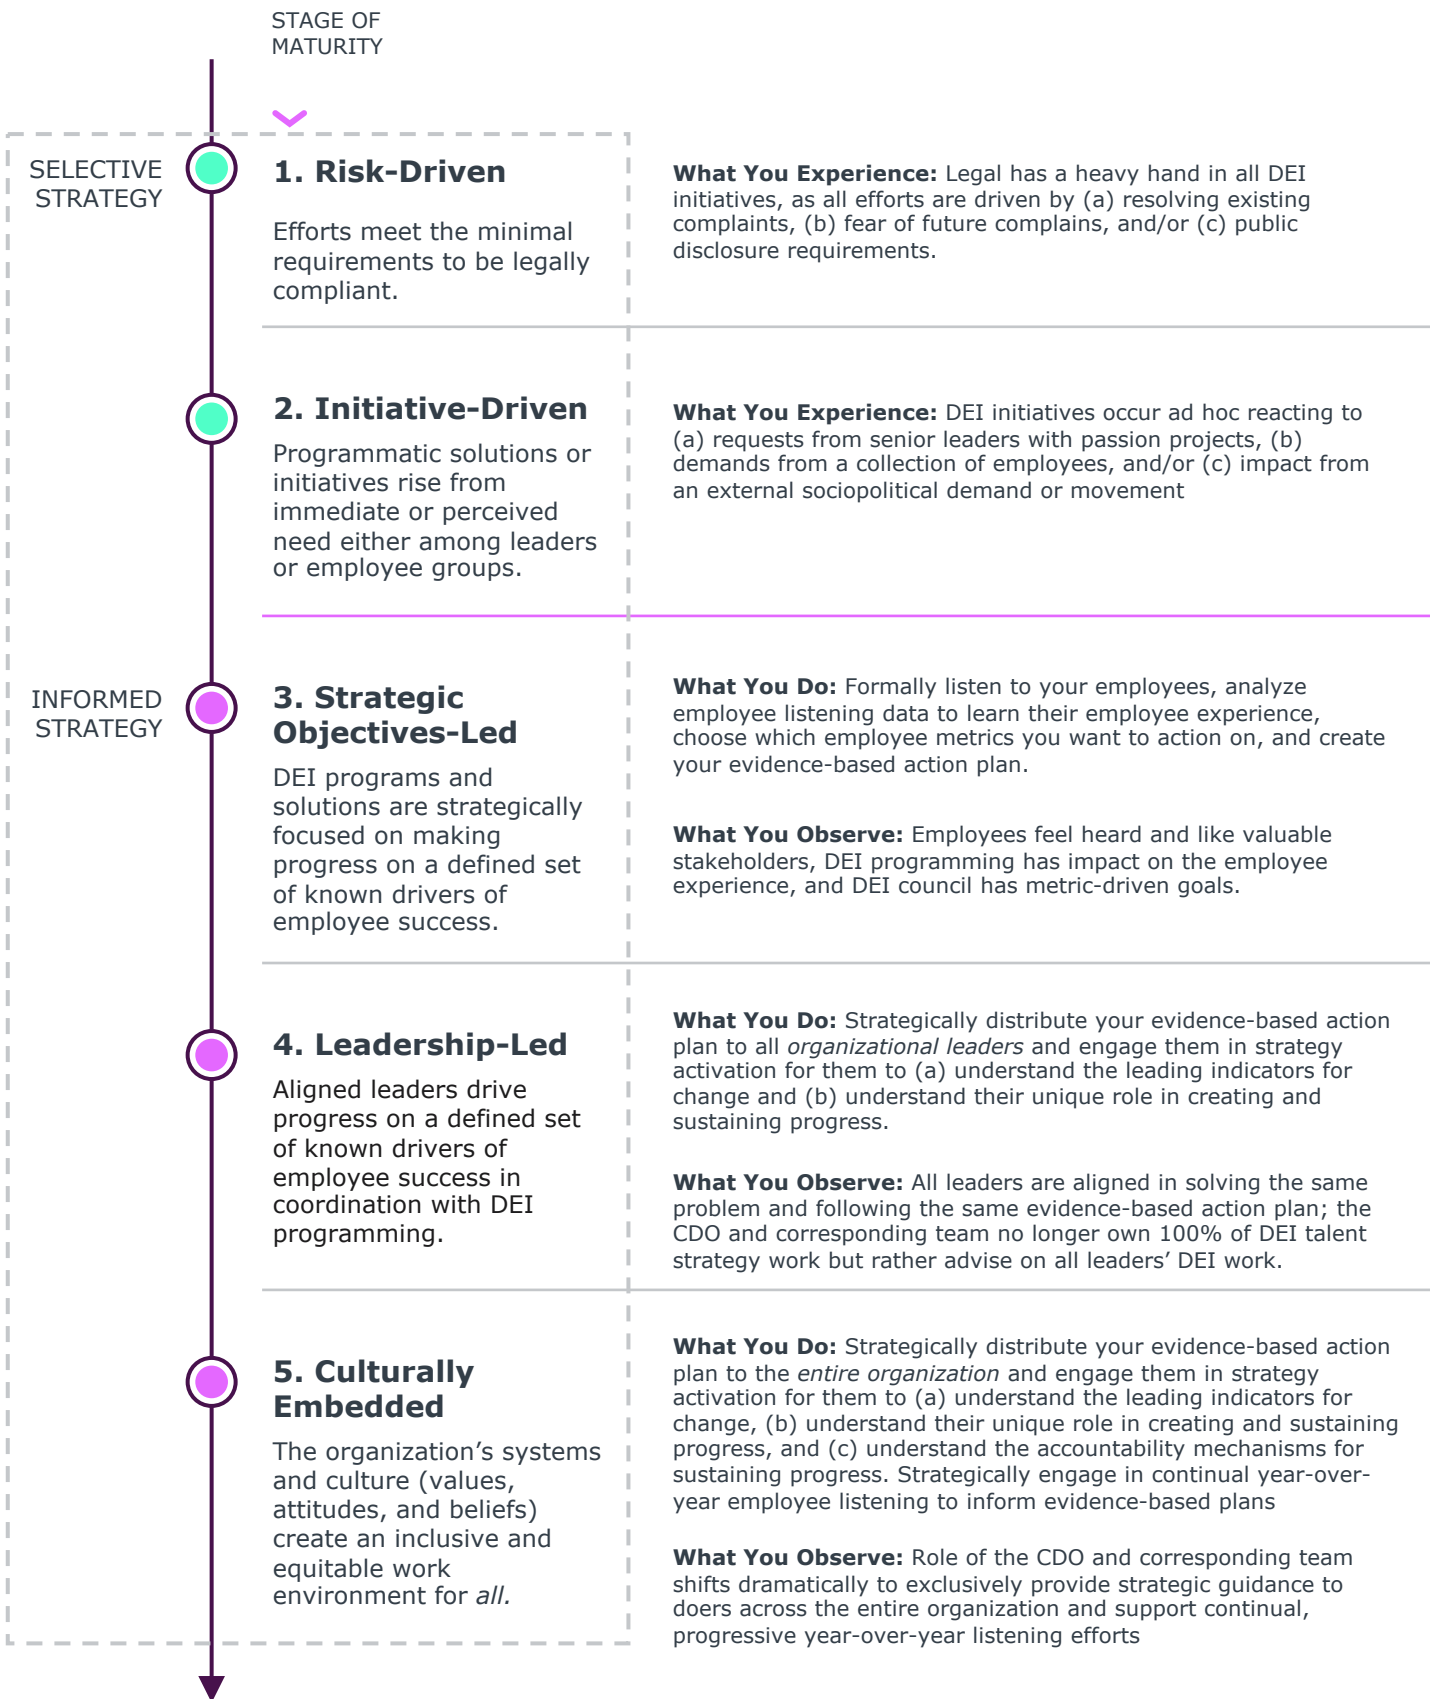 STAGE OF
MATURITY
SELECTIVE
STRATEGY
1. Risk-Driven
Efforts meet the minimal
requirements to be legally
compliant.
What You Experience: Legal has a heavy hand in all DEI
initiatives, as all efforts are driven by (a) resolving existing
complaints, (b) fear of future complains, and/or (c) public
disclosure requirements.
2. Initiative-Driven
Programmatic solutions or
initiatives rise from
immediate or perceived
need either among leaders
or employee groups.
What You Experience: DEI initiatives occur ad hoc reacting to
(a) requests from senior leaders with passion projects, (b)
demands from a collection of employees, and/or (c) impact from
an external sociopolitical demand or movement
INFORMED
STRATEGY
3. Strategic
Objectives-Led
DEI programs and
solutions are strategically
focused on making
progress on a defined set
of known drivers of
employee success.
What You Do: Formally listen to your employees, analyze
employee listening data to learn their employee experience,
choose which employee metrics you want to action on, and create
your evidence-based action plan.
What You Observe: Employees feel heard and like valuable
stakeholders, DEI programming has impact on the employee
experience, and DEI council has metric-driven goals.
4. Leadership-Led
Aligned leaders drive
progress on a defined set
of known drivers of
employee success in
coordination with DEI
programming.
What You Do: Strategically distribute your evidence-based action
plan to all organizational leaders and engage them in strategy
activation for them to (a) understand the leading indicators for
change and (b) understand their unique role in creating and
sustaining progress.
What You Observe: All leaders are aligned in solving the same
problem and following the same evidence-based action plan; the
CDO and corresponding team no longer own 100% of DEI talent
strategy work but rather advise on all leaders’ DEI work.
5. Culturally
Embedded
The organization’s systems
and culture (values,
attitudes, and beliefs)
create an inclusive and
equitable work
environment for all.
What You Do: Strategically distribute your evidence-based action
plan to the entire organization and engage them in strategy
activation for them to (a) understand the leading indicators for
change, (b) understand their unique role in creating and sustaining
progress, and (c) understand the accountability mechanisms for
sustaining progress. Strategically engage in continual year-over-
year employee listening to inform evidence-based plans
What You Observe: Role of the CDO and corresponding team
shifts dramatically to exclusively provide strategic guidance to
doers across the entire organization and support continual,
progressive year-over-year listening efforts